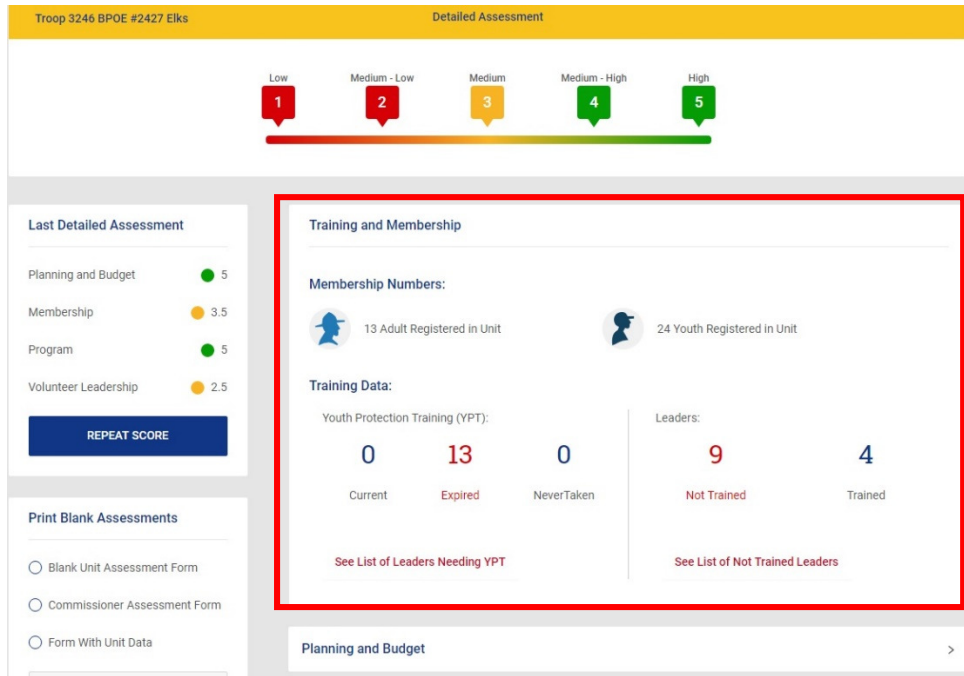 Troop 3246 BPOE #2427 Elks
Detailed Assessment
Low
Medium - Low
Medium
Medium - High
High
1
2
3
4
5
Last Detailed Assessment
Planning and Budget 5
Membership 3.5
Program 5
Volunteer Leadership 2.5
REPEAT SCORE
Print Blank Assessments
Blank Unit Assessment Form
Commissioner Assessment Form
Form With Unit Data
Training and Membership
Membership Numbers:
13 Adult Registered in Unit
24 Youth Registered in Unit
Training Data:
Youth Protection Training (YPT):
0
13
0
Current
Expired
NeverTaken
See List of Leaders Needing YPT
Leaders:
9
4
Not Trained
Trained
See List of Not Trained Leaders
Planning and Budget